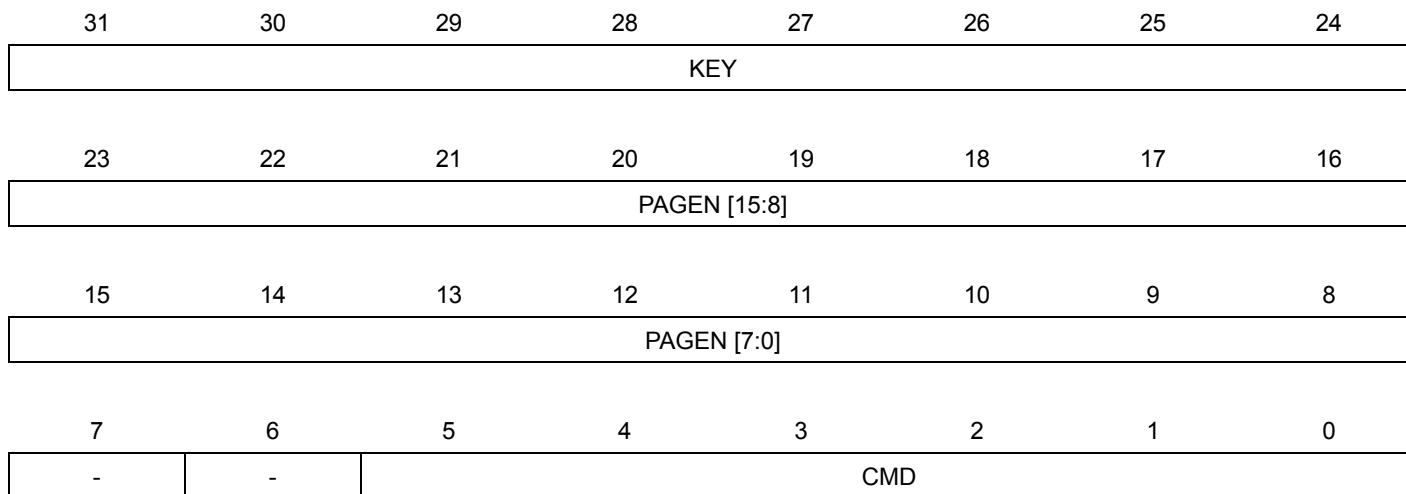 31 30 29 28 27 26 25 24
KEY
23 22 21 20 19 18 17 16
PAGEN [15:8]
15 14 13 12 11 10 9 8
PAGEN [7:0]
7 6 5 4 3 2 1 0
- - CMD